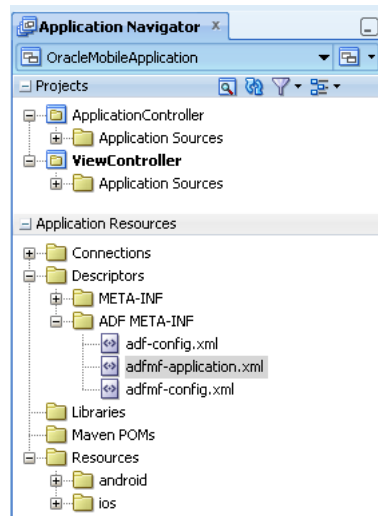 Application Navigator
OracleMobileApplication
Projects
ApplicationController
Application Sources
ViewController
Application Sources
Application Resources
Connections
Descriptors
META-INF
ADF META-INF
adf-config.xml
adfmf-application.xml
adfmf-config.xml
Libraries
Maven POMs
Resources
android
ios